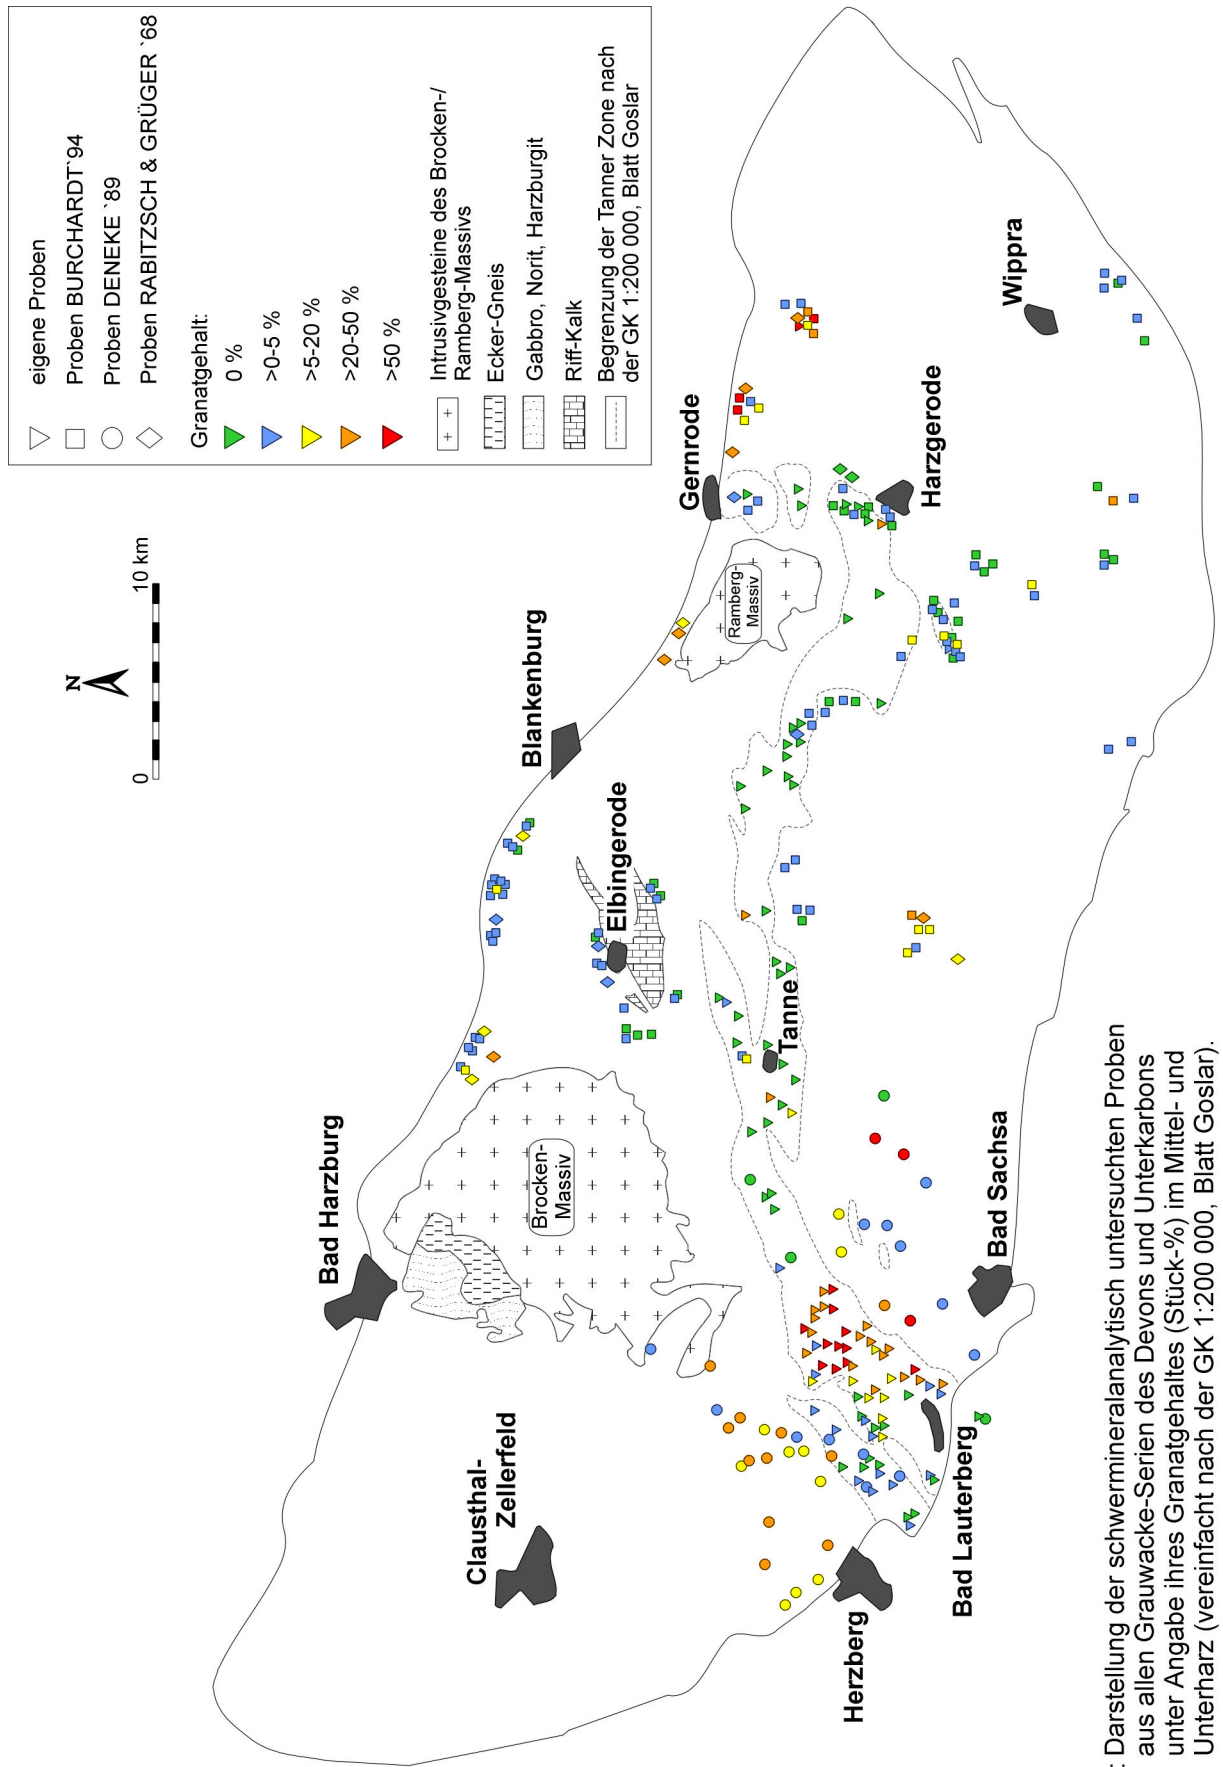 eigene Proben
Proben BURCHARDT`94
Proben DENEKE `89
Proben RABITZSCH & GRÜGER `68
Granatgehalt:
0 %
>0-5 %
>5-20 %
>20-50 %
>50 %
Intrusivgesteine des Brocken-/
Ramberg-Massivs
Ecker-Gneis
Gabbro, Norit, Harzburgit
Riff-Kalk
Begrenzung der Tanner Zone nach
der GK 1:200 000, Blatt Goslar
N
0
10 km
Bad Harzburg
Blankenburg
Gernrode
Clausthal-
Zellerfeld
Brocken-
Massiv
Elbingerode
Ramberg-
Massiv
Tanne
Harzgerode
Wippra
Herzberg
Bad Lauterberg
Bad Sachsa
: Darstellung der schwermineralanalytisch untersuchten Proben
aus allen Grauwacke-Serien des Devons und Unterkarbons
unter Angabe ihres Granatgehaltes (Stück-%) im Mittel- und
Unterharz (vereinfacht nach der GK 1:200 000, Blatt Goslar).